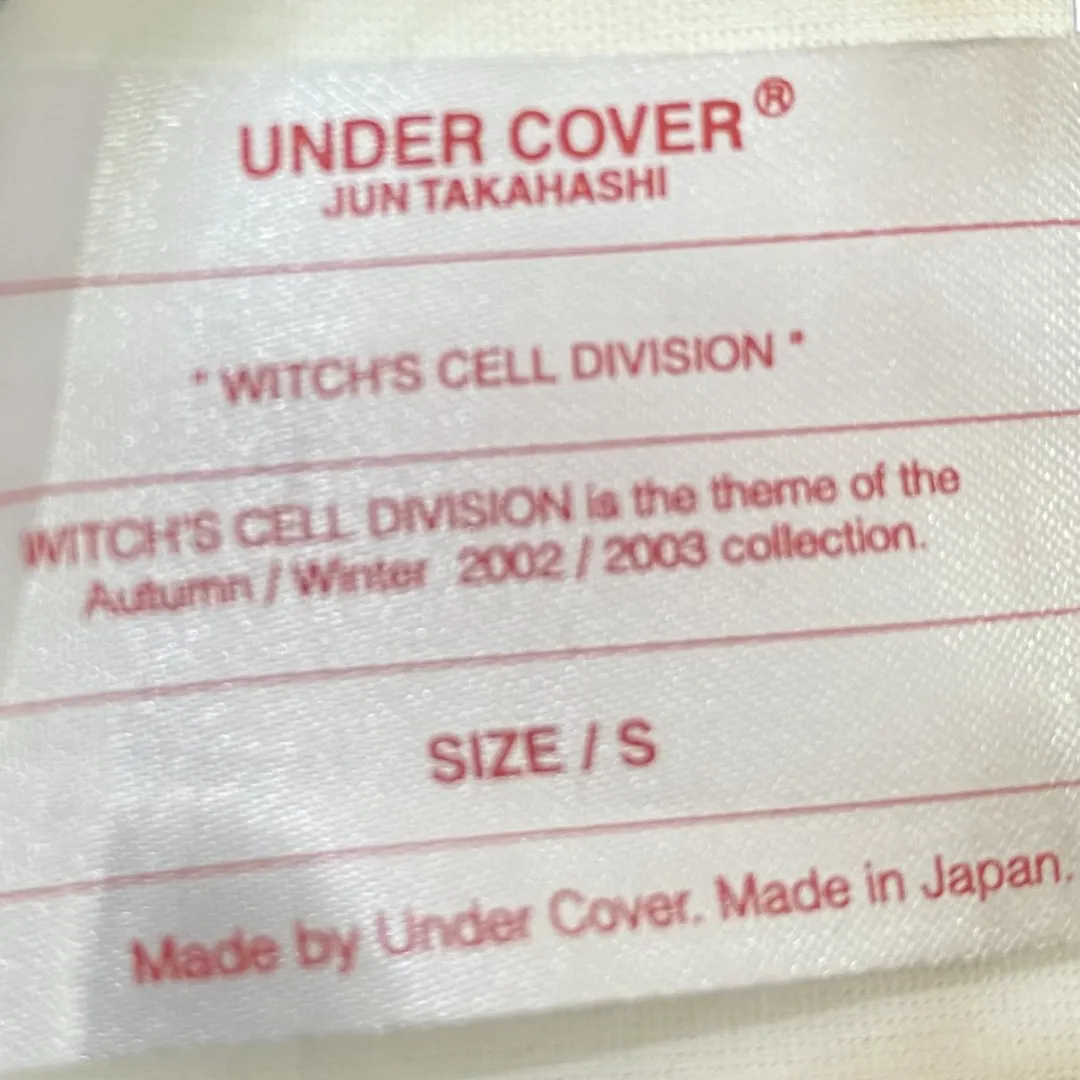 UNDER COVER®
JUN TAKAHASHI
" WITCH'S CELL DIVISION "
WITCH'S CELL DIVISION is the theme of the
Autumn / Winter 2002 / 2003 collection.
SIZE / S
Made by Under Cover. Made in Japan.